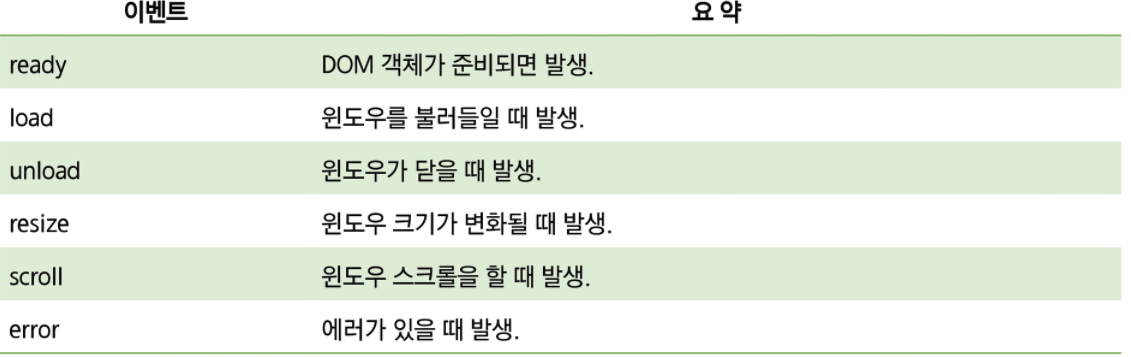 이벤트 요 약
ready DOM 객체가 준비되면 발생.
load 윈도우를 불러들일 때 발생.
unload 윈도우가 닫을 때 발생.
resize 윈도우 크기가 변화될 때 발생.
scroll 윈도우 스크롤을 할 때 발생.
error 에러가 있을 때 발생.